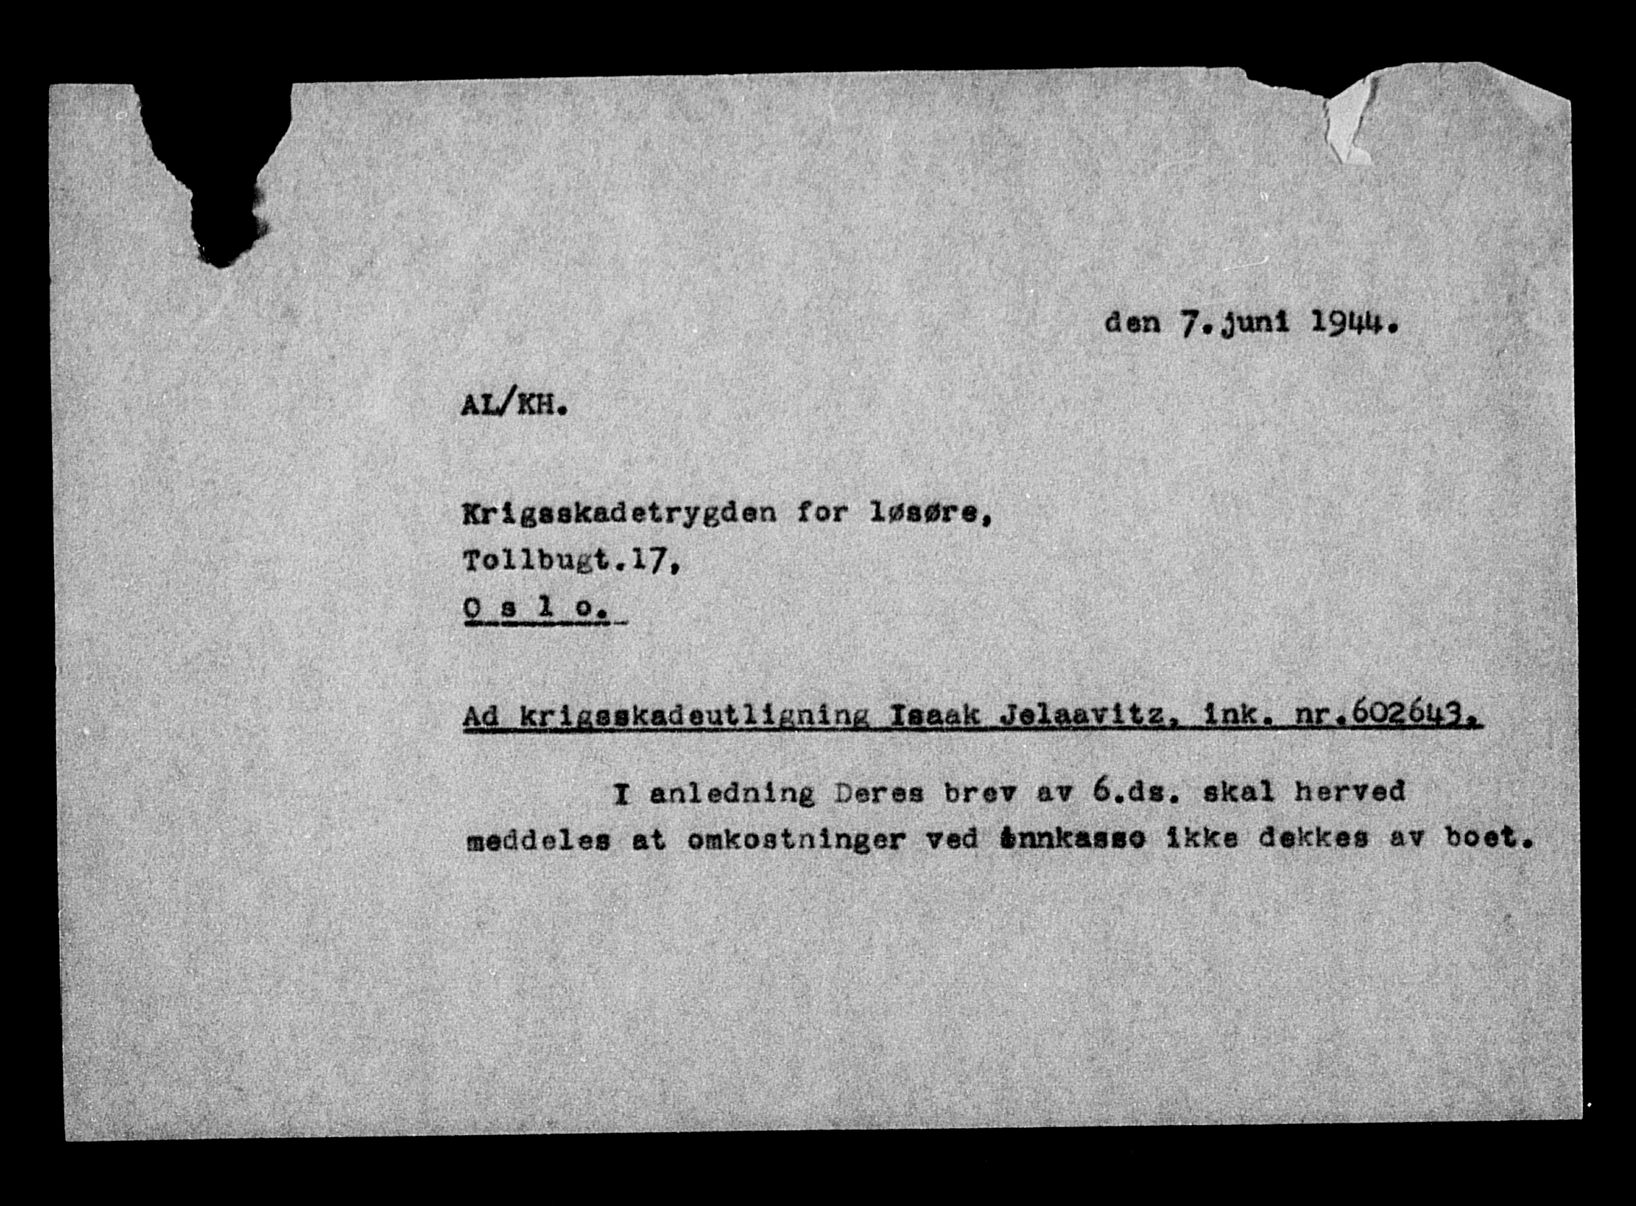 den 7.juni 1944.
AL/KH.
Krigsskadetrygden for løsøre,
Tollbugt.17,
O s l o.
Ad krigsskadeutligning Isaak Jelaavitz, ink. nr.602643.
I anledning Deres brev av 6.ds. skal herved
meddeles at omkostninger ved innkasso ikke dekkes av boet.